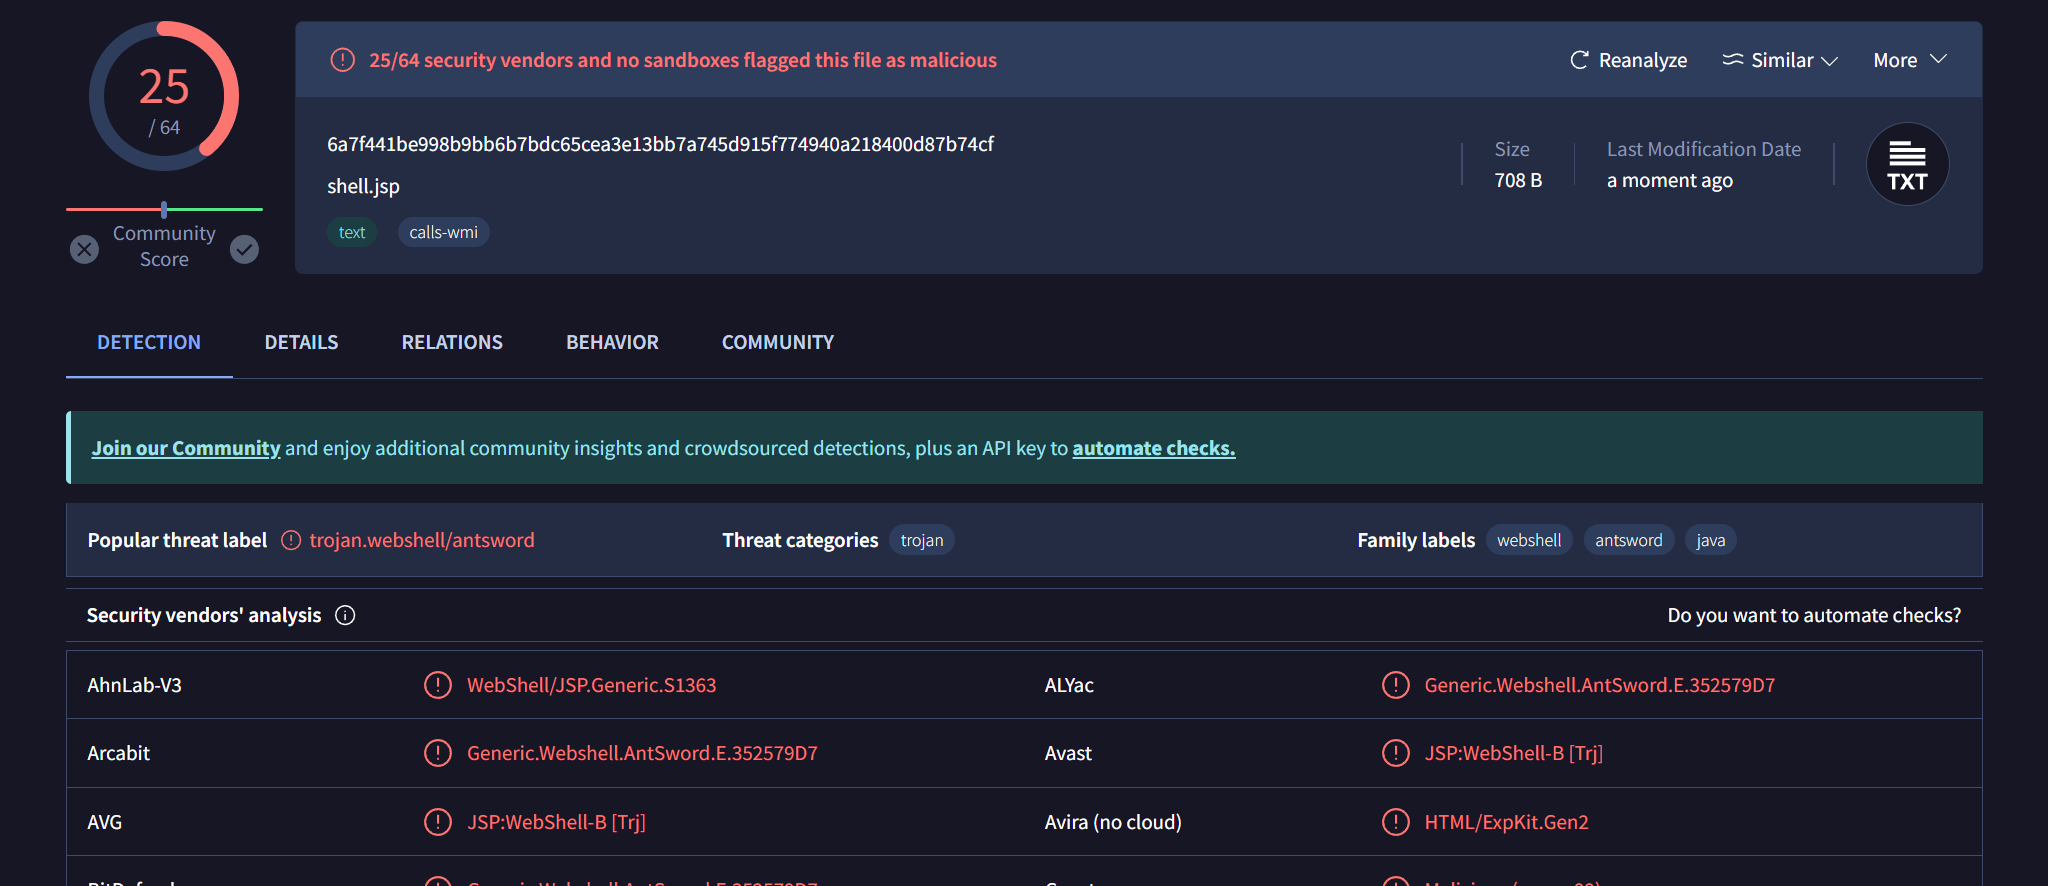 25
/ 64
Community
Score
25/64 security vendors and no sandboxes flagged this file as malicious
Reanalyze
Similar
More
6a7f441be998b9bb6b7bdc65cea3e13bb7a745d915f774940a218400d87b74cf
shell.jsp
text
calls-wmi
Size
708 B
Last Modification Date
a moment ago
TXT
DETECTION
DETAILS
RELATIONS
BEHAVIOR
COMMUNITY
Join our Community and enjoy additional community insights and crowdsourced detections, plus an API key to automate checks.
Popular threat label
trojan.webshell/antsword
Threat categories
trojan
Family labels
webshell
antsword
java
Security vendors' analysis
Do you want to automate checks?
AhnLab-V3
WebShell/JSP.Generic.S1363
ALYac
Generic.Webshell.AntSword.E.352579D7
Arcabit
Generic.Webshell.AntSword.E.352579D7
Avast
JSP:WebShell-B [Trj]
AVG
JSP:WebShell-B [Trj]
Avira (no cloud)
HTML/ExpKit.Gen2